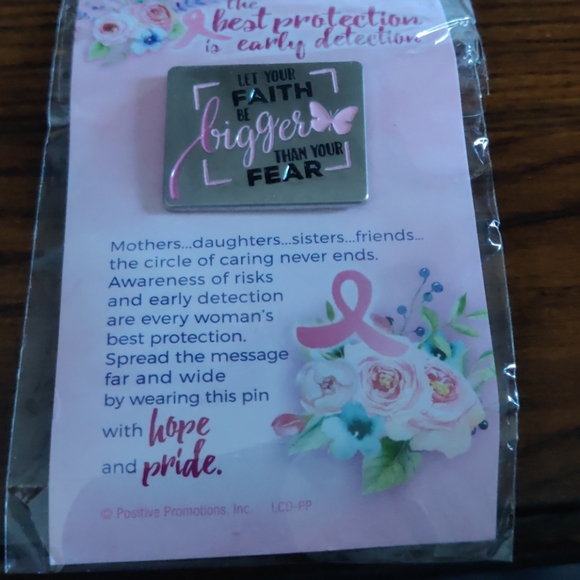 the
best protection
is early detection
LET YOUR
FAITH
BE
bigger
THAN YOUR
FEAR
Mothers...daughters...sisters...friends...
the circle of caring never ends.
Awareness of risks
and early detection
are every woman's
best protection.
Spread the message
far and wide
by wearing this pin
with hope
and pride.
© Positive Promotions, Inc. LCD-PP